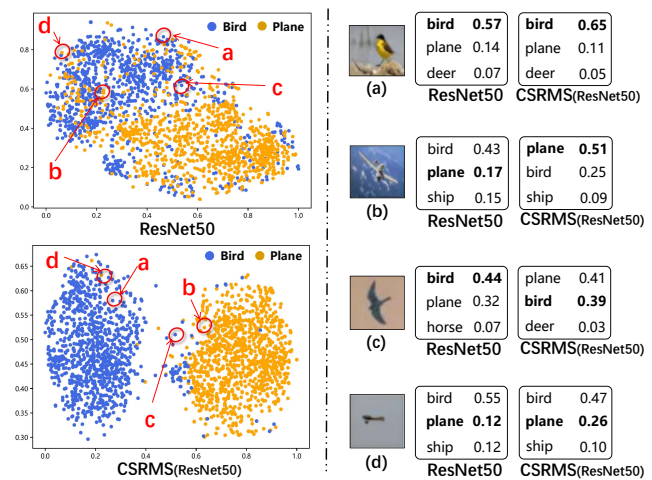 Bird Plane
d
a
c
b
0.8
0.6
0.4
0.2
0.0
0.0 0.2 0.4 0.6 0.8 1.0
ResNet50
Bird Plane
d
a
b
c
0.65
0.60
0.55
0.50
0.45
0.40
0.35
0.30
0.0 0.2 0.4 0.6 0.8 1.0
CSRMS(ResNet50)
bird 0.57
plane 0.14
deer 0.07
bird 0.65
plane 0.11
deer 0.05
(a) ResNet50 CSRMS(ResNet50)
bird 0.43
plane 0.17
ship 0.15
plane 0.51
bird 0.25
ship 0.09
(b) ResNet50 CSRMS(ResNet50)
bird 0.44
plane 0.32
horse 0.07
plane 0.41
bird 0.39
deer 0.03
(c) ResNet50 CSRMS(ResNet50)
bird 0.55
plane 0.12
ship 0.12
bird 0.47
plane 0.26
ship 0.10
(d) ResNet50 CSRMS(ResNet50)